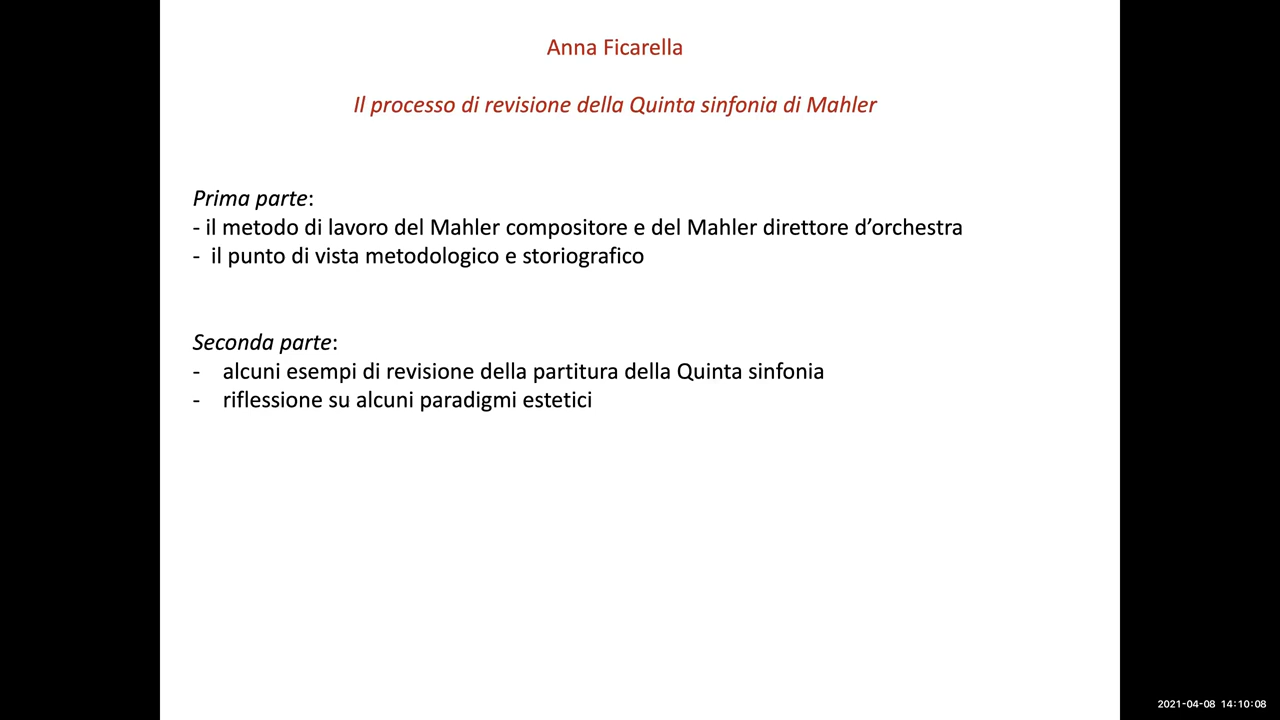 Anna Ficarella
Il processo di revisione della Quinta sinfonia di Mahler
Prima parte:
- il metodo di lavoro del Mahler compositore e del Mahler direttore d’orchestra
- il punto di vista metodologico e storiografico
Seconda parte:
- alcuni esempi di revisione della partitura della Quinta sinfonia
- riflessione su alcuni paradigmi estetici
2021-04-08 14:10:08